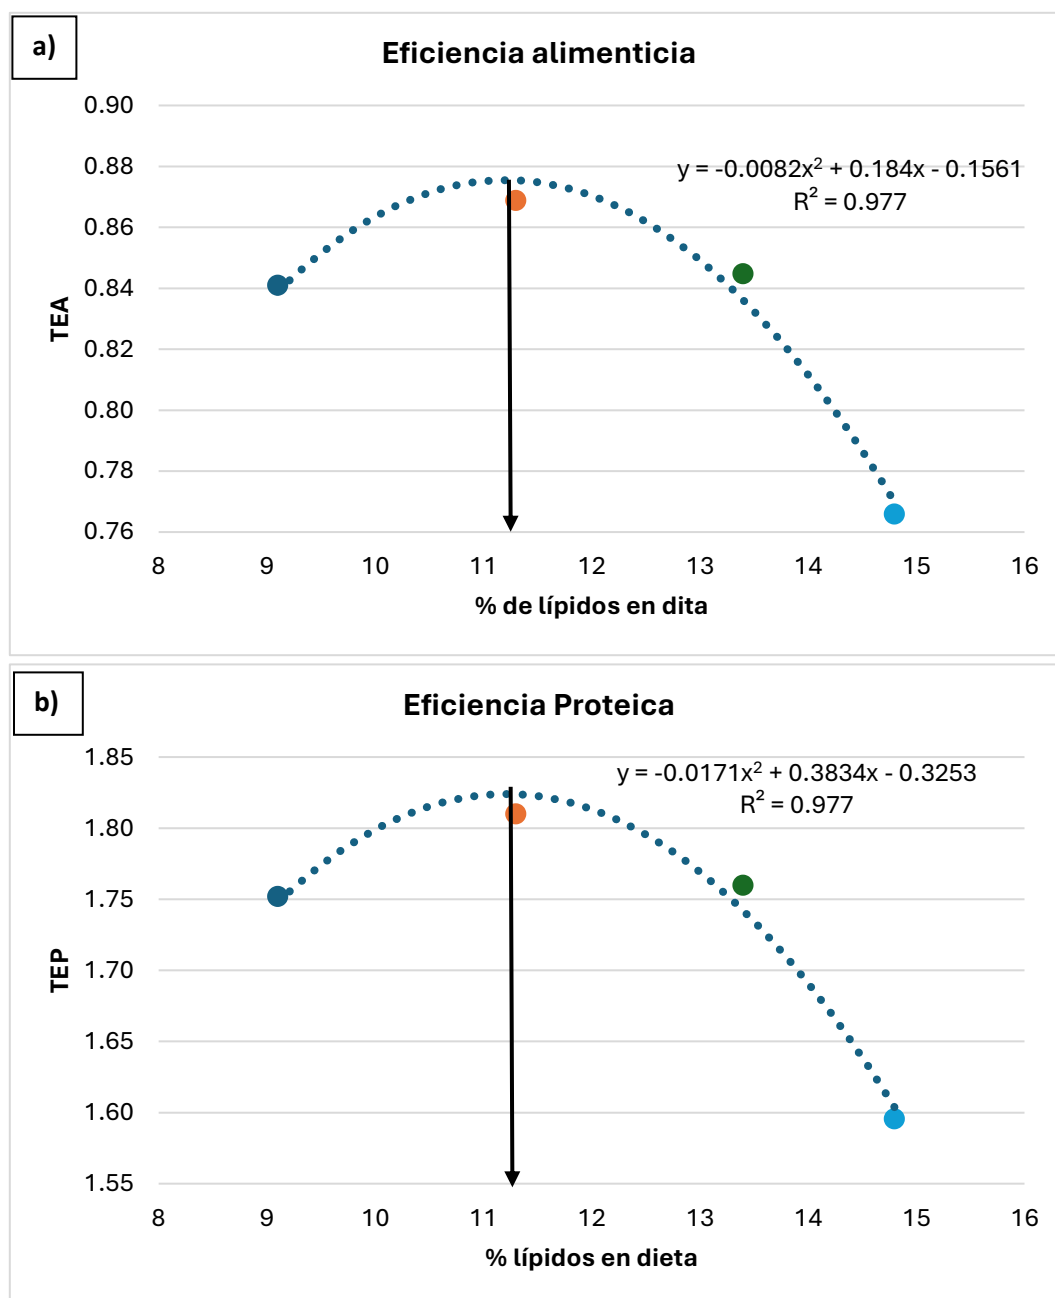 a)
Eficiencia alimenticia
0.90
0.88
y = -0.0082x² + 0.184x - 0.1561
R² = 0.977
0.86
0.84
TEA
0.82
0.80
0.78
0.76
8 9 10 11 12 13 14 15 16
% de lípidos en dita
b)
Eficiencia Proteica
1.85
y = -0.0171x² + 0.3834x - 0.3253
R² = 0.977
1.80
1.75
TEP
1.70
1.65
1.60
1.55
8 9 10 11 12 13 14 15 16
% lípidos en dieta